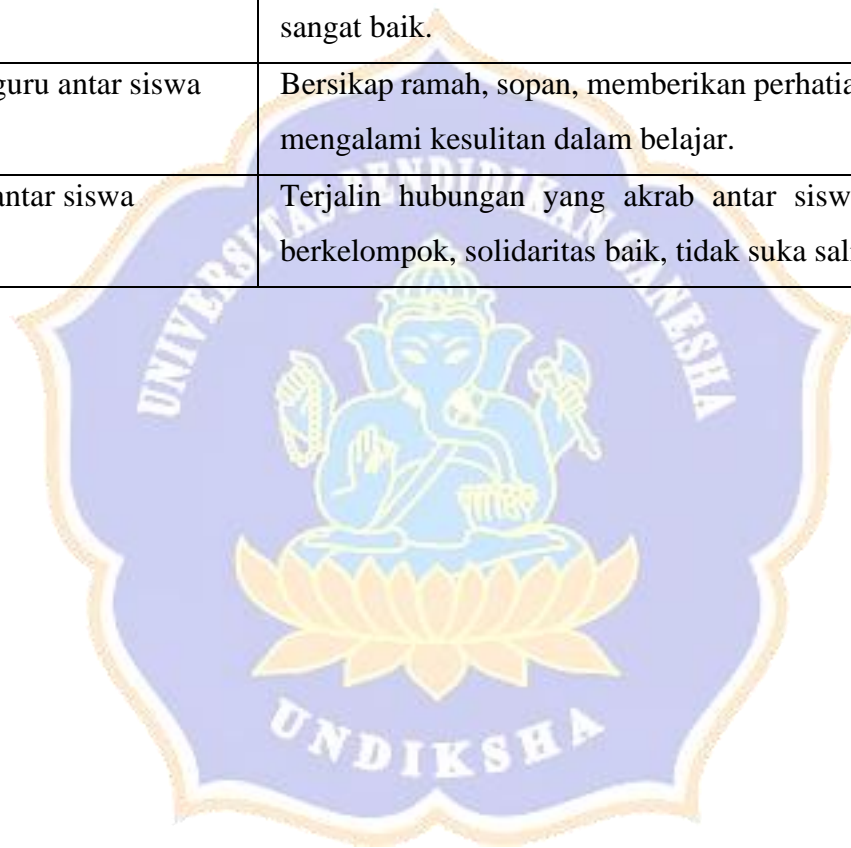 sangat baik.
guru antar siswa Bersikap ramah, sopan, memberikan perhatia
mengalami kesulitan dalam belajar.
antar siswa Terjalin hubungan yang akrab antar sisw
berkelompok, solidaritas baik, tidak suka sal
UNIVERSITAS PENDIDIKAN GANESHA
UNDIKSHA